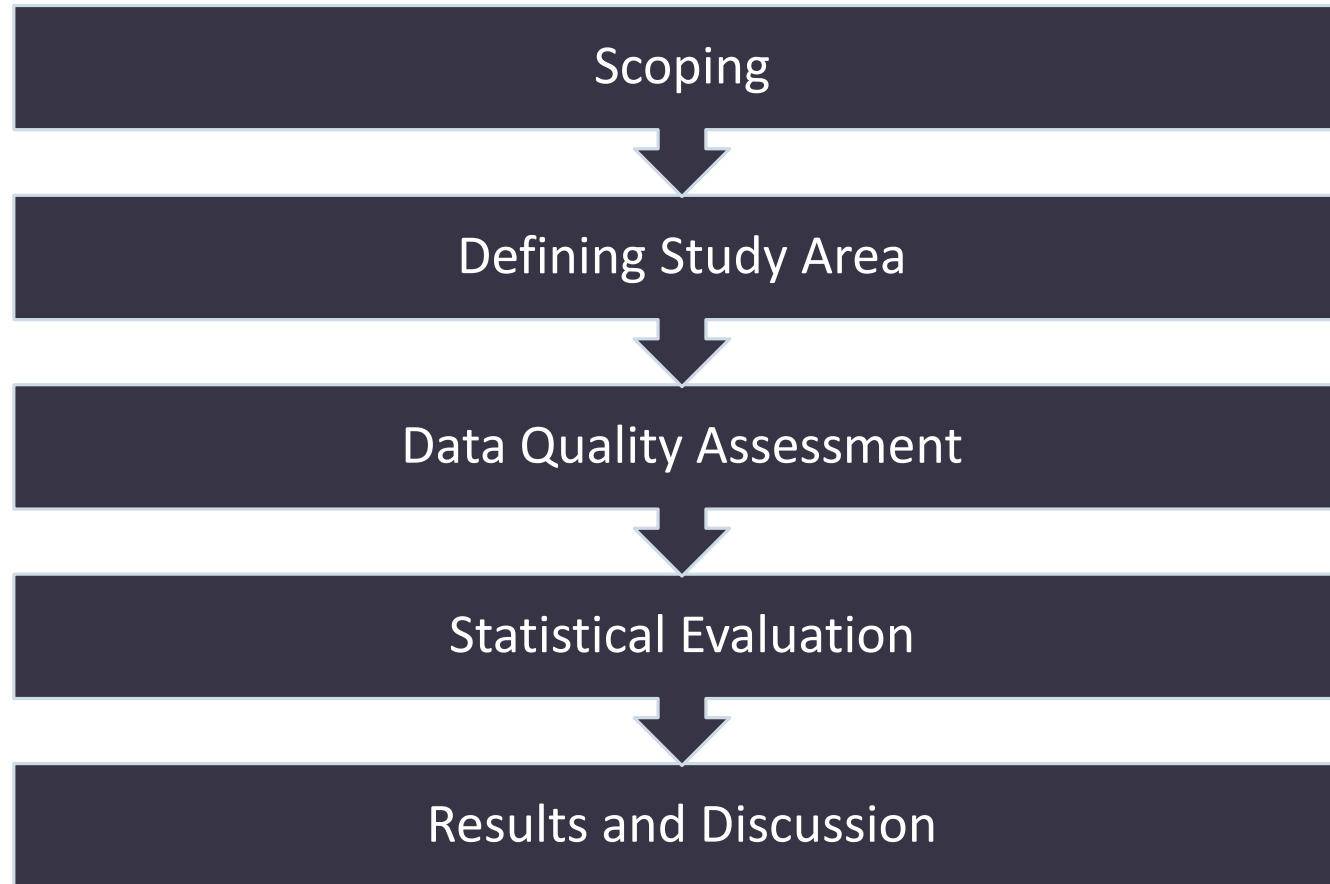 Scoping
Defining Study Area
Data Quality Assessment
Statistical Evaluation
Results and Discussion